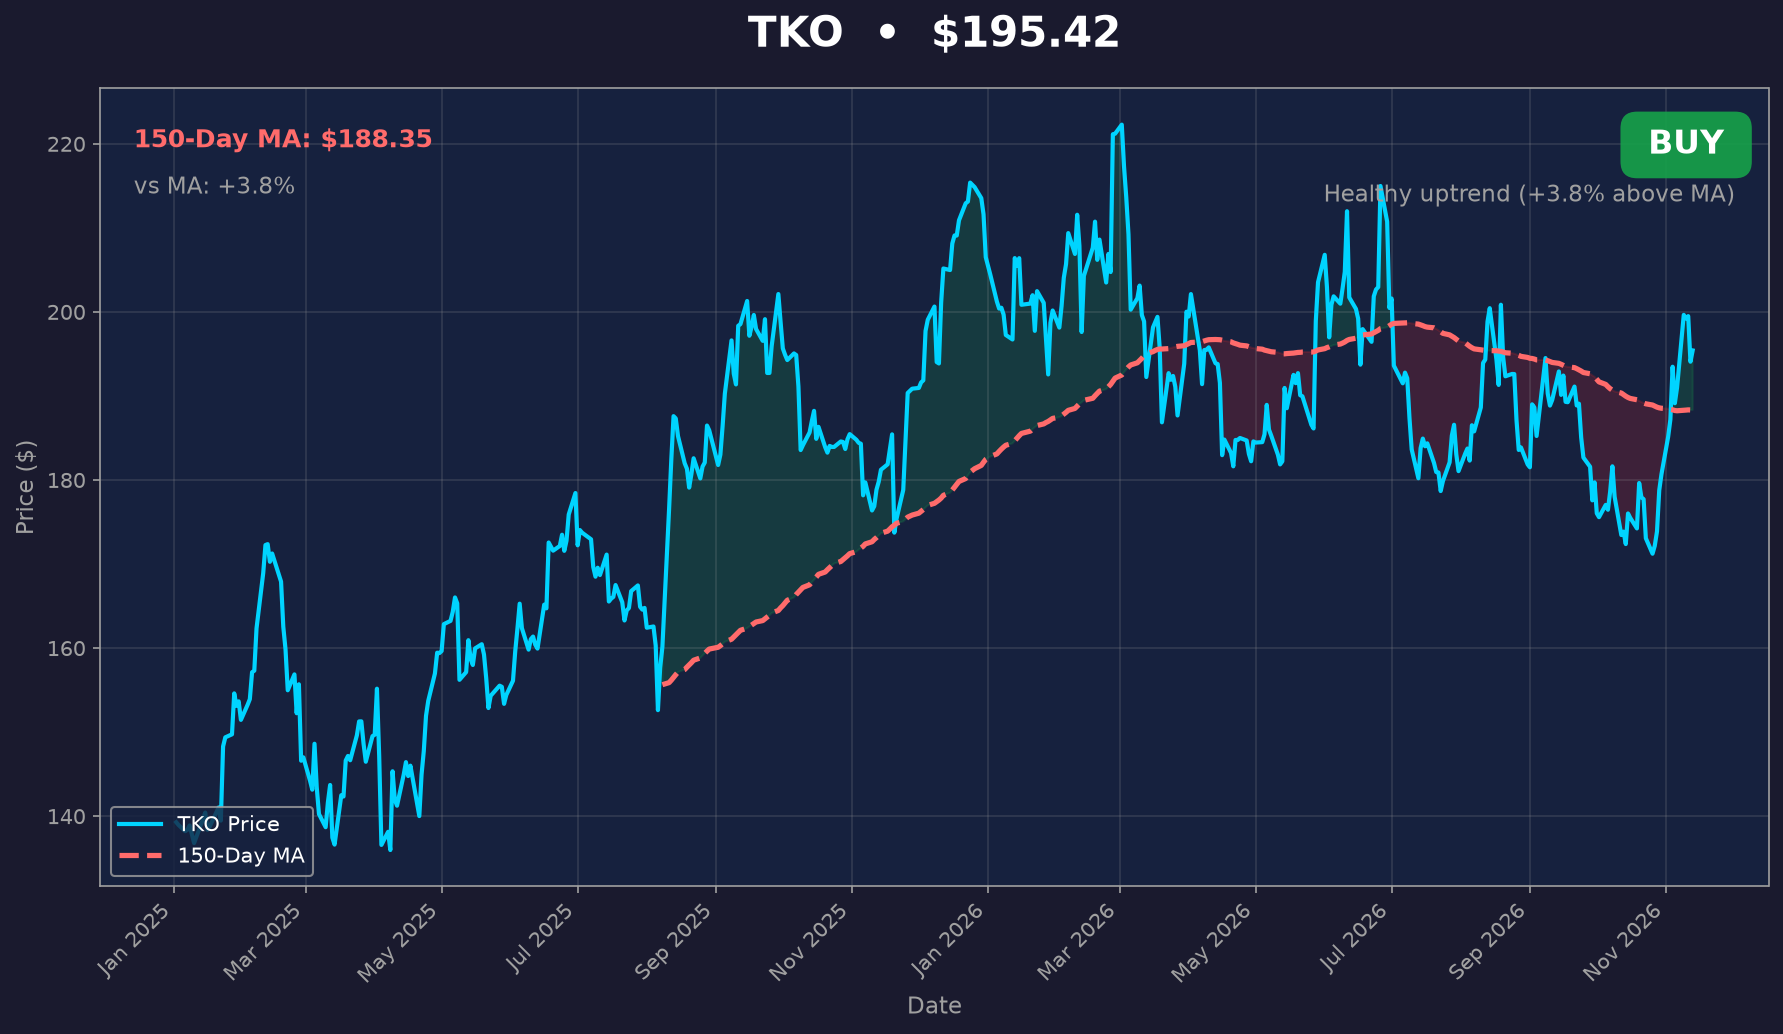 TKO • $195.42
150-Day MA: $188.35
vs MA: +3.8%
BUY
Healthy uptrend (+3.8% above MA)
220
200
180
160
140
Price ($)
TKO Price
150-Day MA
Jan 2025
Mar 2025
May 2025
Jul 2025
Sep 2025
Nov 2025
Jan 2026
Mar 2026
May 2026
Jul 2026
Sep 2026
Nov 2026
Date